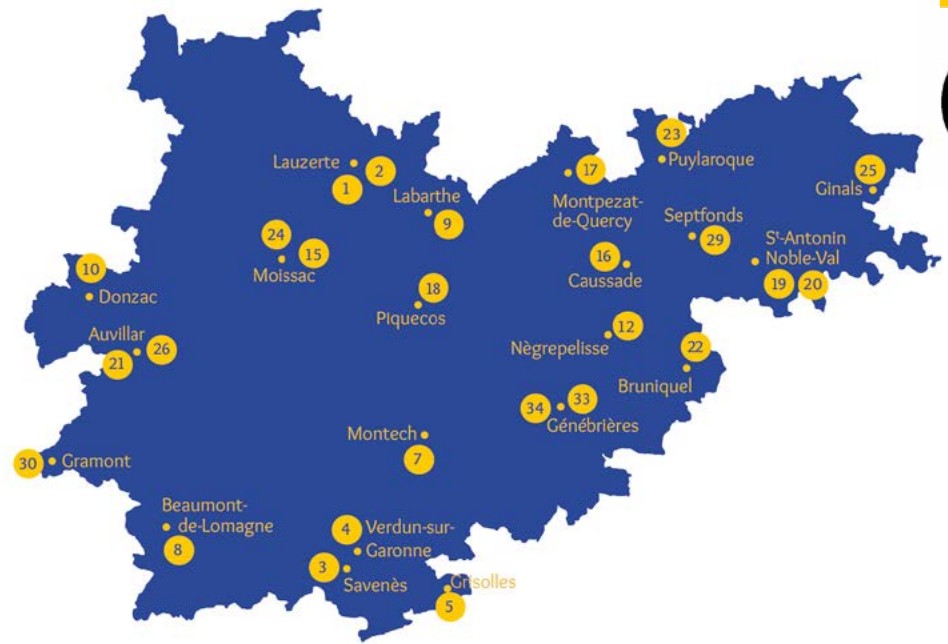 23
Puylaroque
Lauzerte
2
1
17
Montpezat-
de-Quercy
25
Ginals
Labarthe
9
Septfonds
29
24
15
Moissac
16
Caussade
St-Antonin
Noble-Val
19
20
10
Donzac
18
Piquecos
Auvillar
26
21
12
Nègrepelisse
22
Bruniquel
34
33
Génébrières
Montech
7
30
Gramont
Beaumont-
de-Lomagne
8
4
Verdun-sur-
Garonne
3
Savenès
Grisolles
5